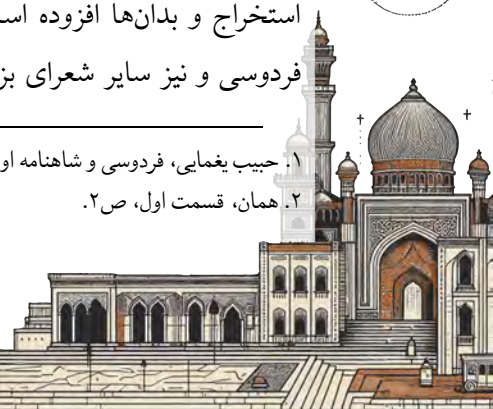 استخراج و بدان‌ها افزوده اس
فردوسی و نیز سایر شعرای بز
۱. حبیب یغمایی، فردوسی و شاهنامه او
۲. همان، قسمت اول، ص۲.